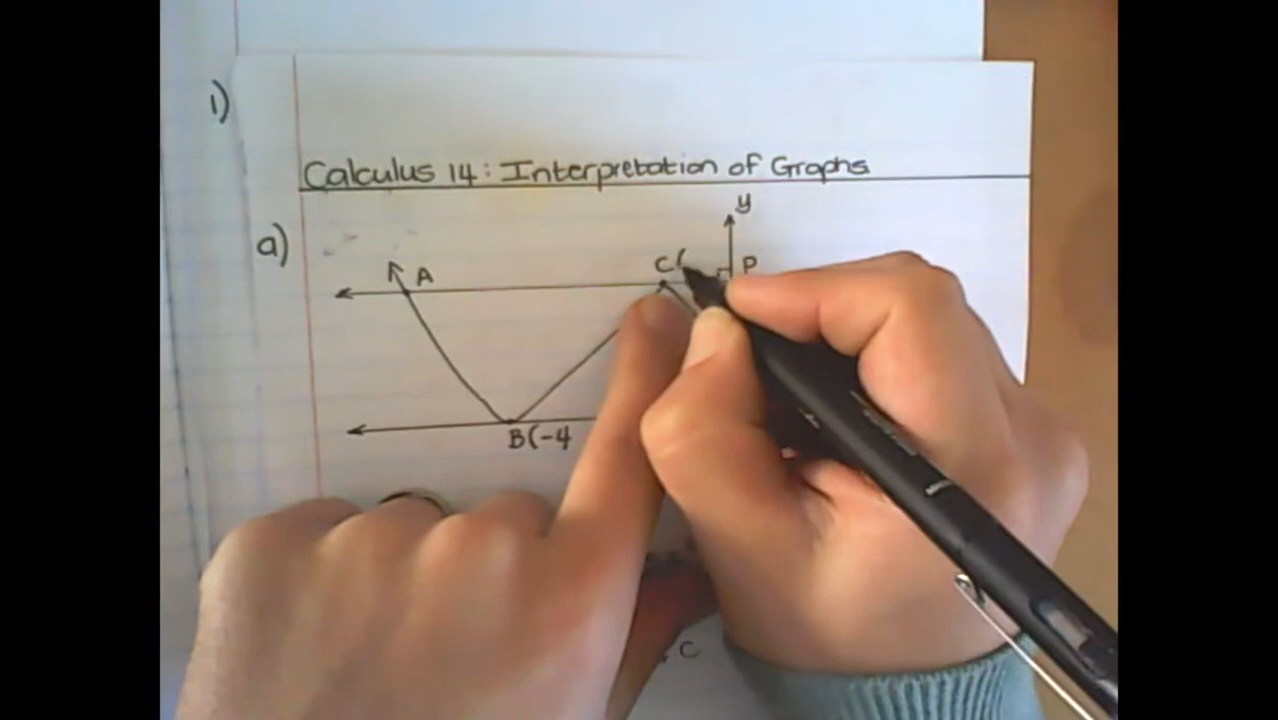 1)
Calculus 14: Interpretation of Graphs
y
a)
A
C(
P
B(-4
C